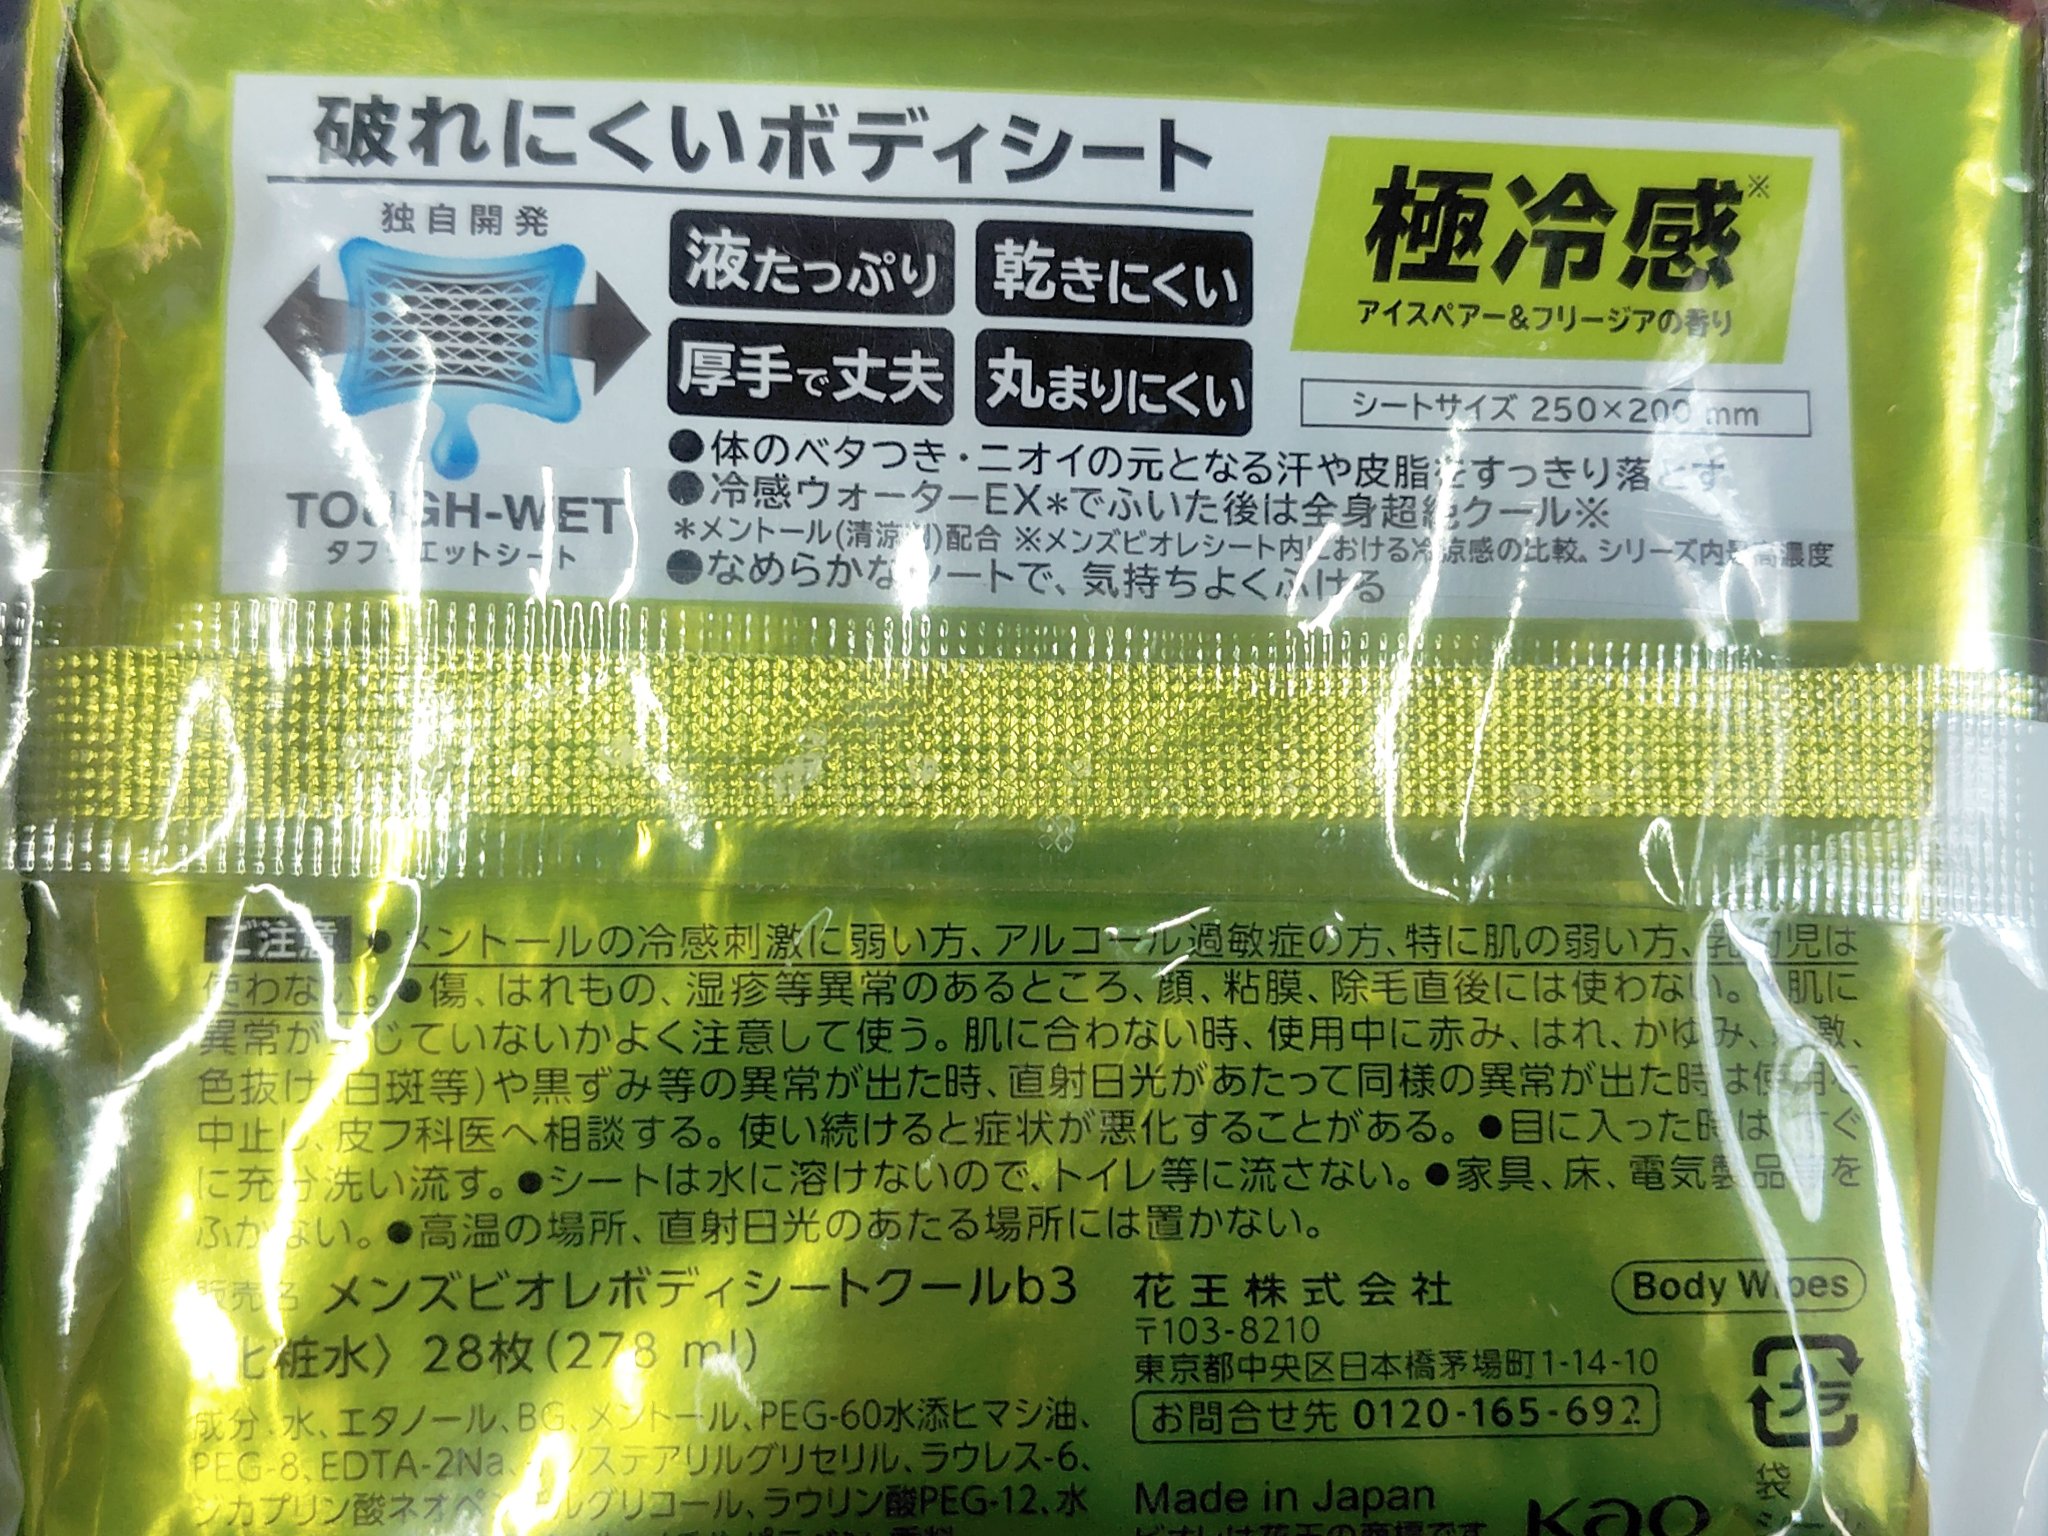 破れにくいボディシート
独自開発
液たっぷり
乾きにくい
厚手で丈夫
丸まりにくい
TOUGH-WET
タフウエットシート
極冷感※
アイスペアー&フリージアの香り
シートサイズ 250×200 mm
●体のベタつき・ニオイの元となる汗や皮脂をすっきり落とす
●冷感ウォーターEX*でふいた後は全身超絶クール※
*メントール(清涼剤)配合 ※メンズビオレシート内における冷涼感の比較。シリーズ内最高濃度
●なめらかなシートで、気持ちよくふける
ご注意 ●メントールの冷感刺激に弱い方、アルコール過敏症の方、特に肌の弱い方、乳幼児は
使わない。●傷、はれもの、湿疹等異常のあるところ、顔、粘膜、除毛直後には使わない。●肌に
異常が生じていないかよく注意して使う。肌に合わない時、使用中に赤み、はれ、かゆみ、刺激、
色抜け(白斑等)や黒ずみ等の異常が出た時、直射日光があたって同様の異常が出た時は使用を
中止し、皮フ科医へ相談する。使い続けると症状が悪化することがある。●目に入った時は、すぐ
に充分洗い流す。●シートは水に溶けないので、トイレ等に流さない。●家具、床、電気製品等を
ふかない。●高温の場所、直射日光のあたる場所には置かない。
販売名 メンズビオレボディシートクールb3
化粧水〉28枚(278 ml)
成分:水、エタノール、BG、メントール、PEG-60水添ヒマシ油、
PEG-8、EDTA-2Na、イソステアリルグリセリル、ラウレス-6、
ジカプリン酸ネオペンチルグリコール、ラウリン酸PEG-12、水
花王株式会社
〒103-8210
東京都中央区日本橋茅場町1-14-10
お問合せ先 0120-165-692
Made in Japan
ビオレは花王の商標です
Body Wipes
プラ
袋
Kao